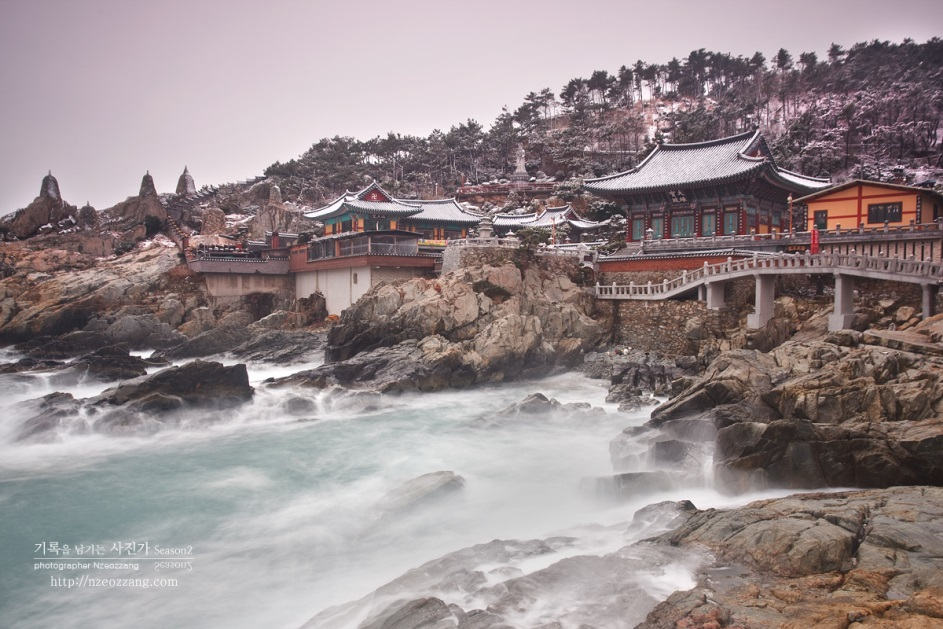 기록을 남기는 사진가 Season2
photographer Nzeozzang
http://nzeozzang.com